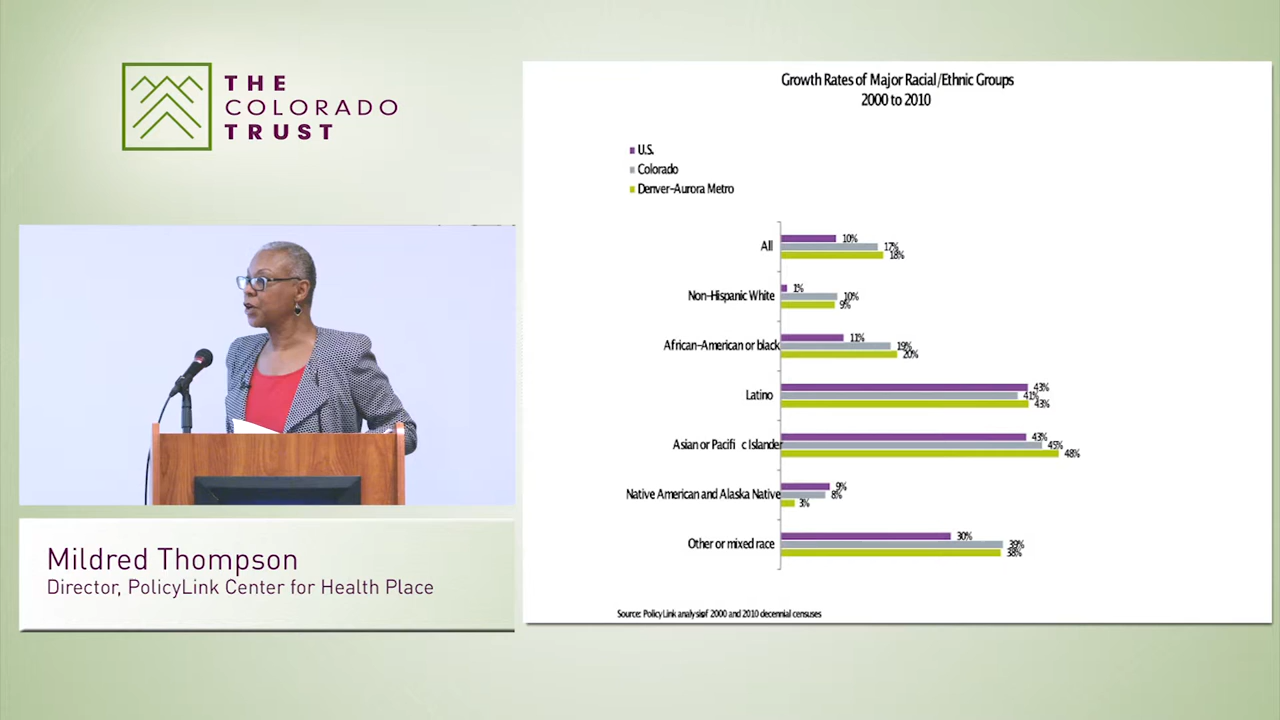 THE
COLORADO
TRUST
Mildred Thompson
Director, PolicyLink Center for Health Place
Growth Rates of Major Racial/Ethnic Groups
2000 to 2010
U.S.
Colorado
Denver-Aurora Metro
All
10%
17%
18%
Non-Hispanic White
1%
10%
9%
African-American or black
11%
19%
20%
Latino
43%
41%
43%
Asian or Pacifi c Islander
43%
45%
48%
Native American and Alaska Native
9%
8%
3%
Other or mixed race
30%
39%
38%
Source: PolicyLink analysisof 2000 and 2010 decennial censuses